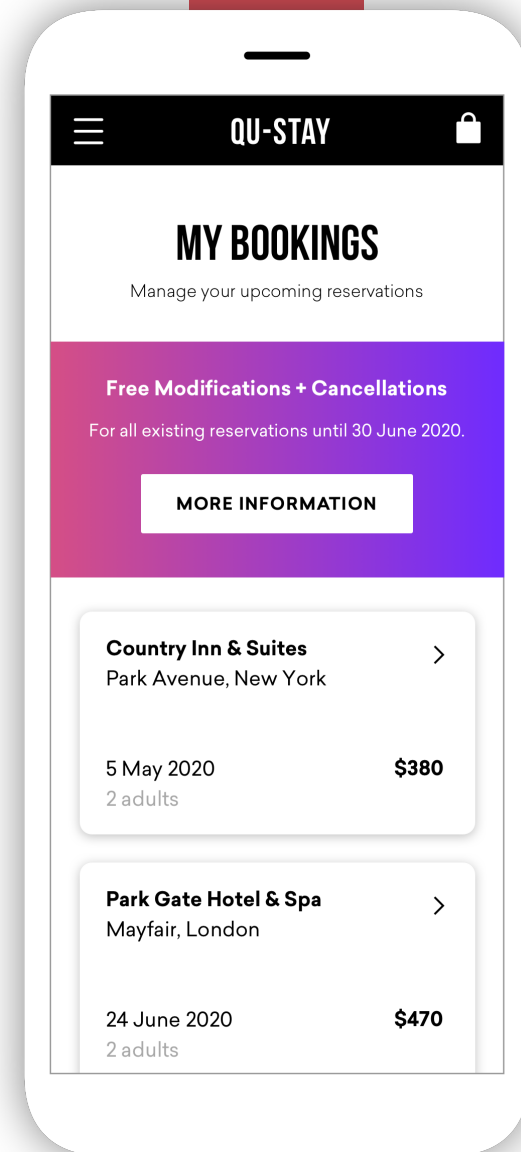 QU-STAY
MY BOOKINGS
Manage your upcoming reservations
Free Modifications + Cancellations
For all existing reservations until 30 June 2020.
MORE INFORMATION
Country Inn & Suites
Park Avenue, New York
5 May 2020 $380
2 adults
Park Gate Hotel & Spa
Mayfair, London
24 June 2020 $470
2 adults